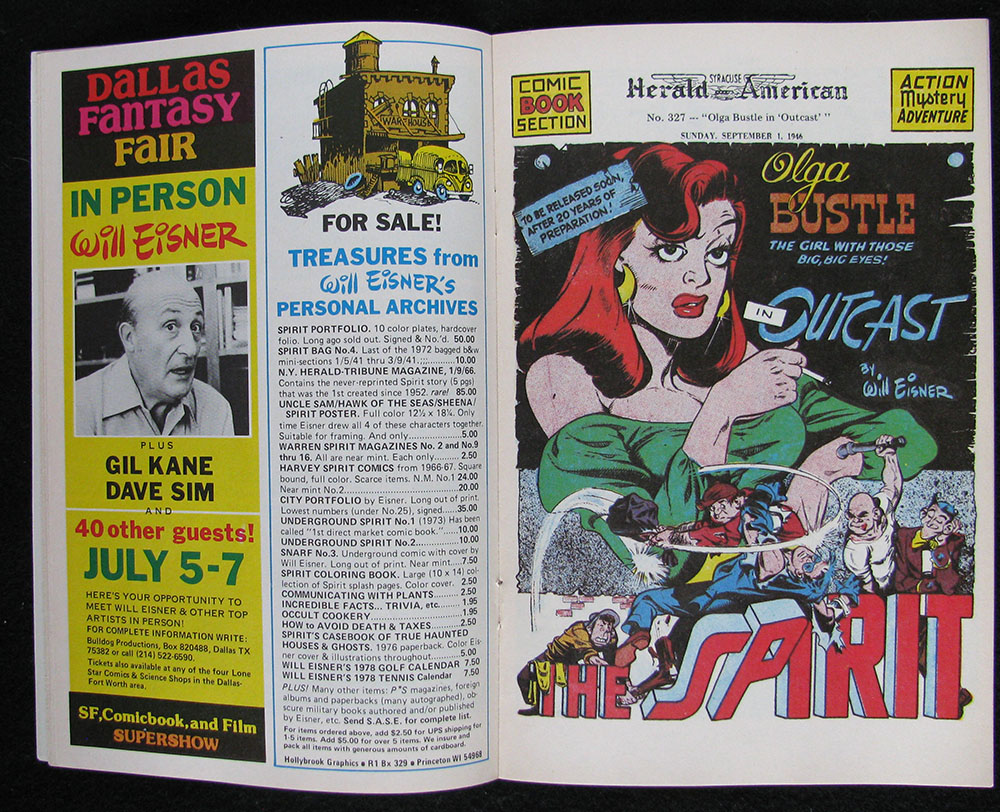 DALLAS
FANTASY
FAIR
IN PERSON
Will EiSNER
PLUS
GIL KANE
DAVE SIM
AND
40 other guests!
JULY 5-7
HERE'S YOUR OPPORTUNITY TO
MEET WILL EISNER & OTHER TOP
ARTISTS IN PERSON!
FOR COMPLETE INFORMATION WRITE:
Bulldog Productions, Box 820488, Dallas TX
75382 or call (214) 522-6590.
Tickets also available at any of the four Lone
Star Comics & Science Shops in the Dallas-
Fort Worth area.
SF, Comicbook, and Film
SUPERSHOW
WAREHOUSE
FOR SALE!
TREASURES from
Will EiSNER's
PERSONAL ARCHIVES
SPIRIT PORTFOLIO. 10 color plates, hardcover
folio. Long ago sold out. Signed & No.'d. 50.00
SPIRIT BAG No.4. Last of the 1972 bagged b&w
mini-sections 1/5/41 thru 3/9/41.;;;..........10.00
N.Y. HERALD-TRIBUNE MAGAZINE, 1/9/66.
Contains the never-reprinted Spirit story (5 pgs)
that was the 1st created since 1952. rare! 85.00
UNCLE SAM/HAWK OF THE SEAS/SHEENA/
SPIRIT POSTER. Full color 12½ x 18¼. Only
time Eisner drew all 4 of these characters together.
Suitable for framing. And only..............5.00
WARREN SPIRIT MAGAZINES No. 2 and No.9
thru 16. All are near mint. Each only..........2.50
HARVEY SPIRIT COMICS from 1966-67. Square
bound, full color. Scarce items. N.M. No.1 24.00
Near mint No.2............................20.00
CITY PORTFOLIO by Eisner. Long out of print.
Lowest numbers (under No.25), signed......35.00
UNDERGROUND SPIRIT No.1 (1973) Has been
called "1st direct market comic book."......10.00
UNDERGROUND SPIRIT No.2...........10.00
SNARF No.3. Underground comic with cover by
Will Eisner. Long out of print. Near mint....7.50
SPIRIT COLORING BOOK. Large (10 x 14) col-
lection of Spirit splash pages. Color cover. 2.50
COMMUNICATING WITH PLANTS.......2.50
INCREDIBLE FACTS... TRIVIA, etc..... 1.95
OCCULT COOKERY....................1.95
HOW to AVOID DEATH & TAXES.......2.50
SPIRIT'S CASEBOOK OF TRUE HAUNTED
HOUSES & GHOSTS. 1976 paperback. Color Eis-
ner cover & illustrations throughout........5.00
WILL EISNER'S 1978 GOLF CALENDAR 7.50
WILL EISNER'S 1978 TENNIS Calendar 7.50
PLUS! Many other items: P*S magazines, foreign
albums and paperbacks (many autographed), ob-
scure military books authored and/or published
by Eisner, etc. Send S.A.S.E. for complete list.
For items ordered above, add $2.50 for UPS shipping for
1-5 items. Add $5.00 for over 5 items. We insure and
pack all items with generous amounts of cardboard.
Hollybrook Graphics ● R1 Bx 329 ● Princeton WI 54968
COMIC
BOOK
SECTION
SYRACUSE
Herald American
No. 327 --- "Olga Bustle in 'Outcast' "
SUNDAY, SEPTEMBER 1, 1946
ACTION
Mystery
ADVENTURE
TO BE RELEASED SOON,
AFTER 20 YEARS OF
PREPARATION!
Olga
BUSTLE
THE GIRL WITH THOSE
BIG, BIG EYES!
IN
OUTCAST
BY
Will EiSNER
THE SPIRIT